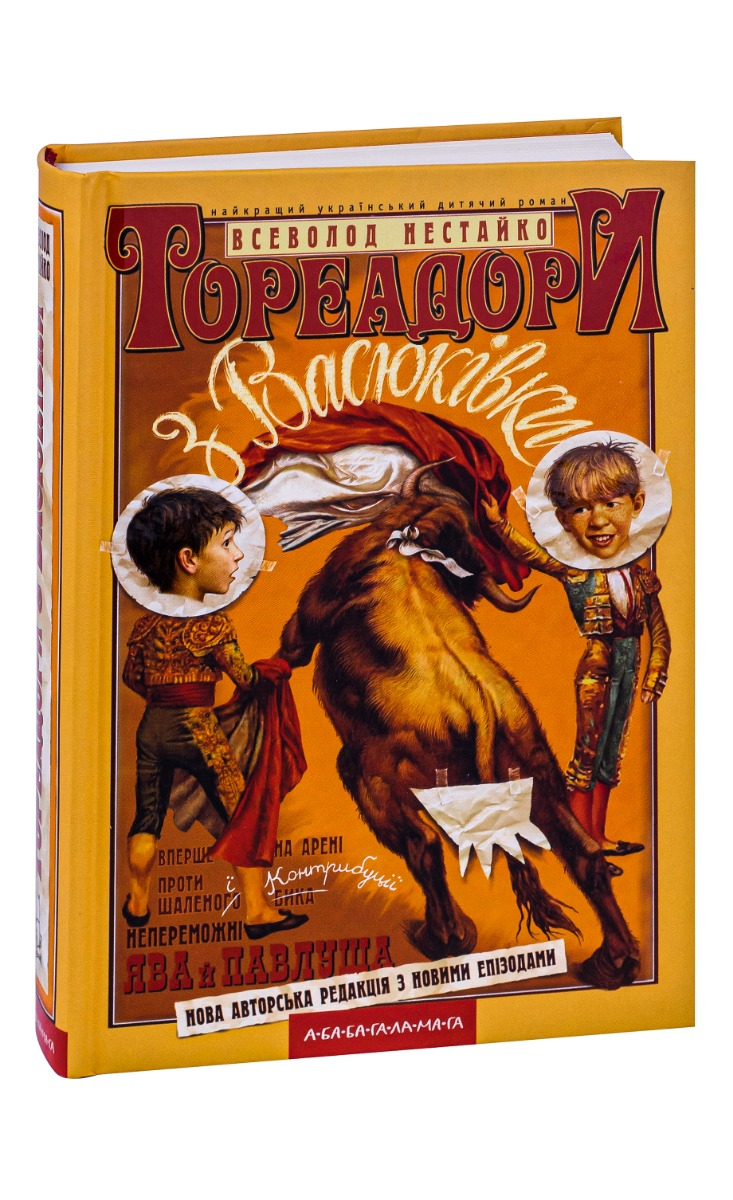 найкращий український дитячий роман
ВСЕВОЛОД НЕСТАЙКО
ТОРЕАДОРИ
з Васюківки
ВПЕРШЕ НА АРЕНІ
ПРОТИ ї Контрибуції
ШАЛЕНОГО БИКА
НЕПЕРЕМОЖНІ
ЯВА й ПАВЛУША
НОВА АВТОРСЬКА РЕДАКЦІЯ З НОВИМИ ЕПІЗОДАМИ
А-БА-БА-ГА-ЛА-МА-ГА